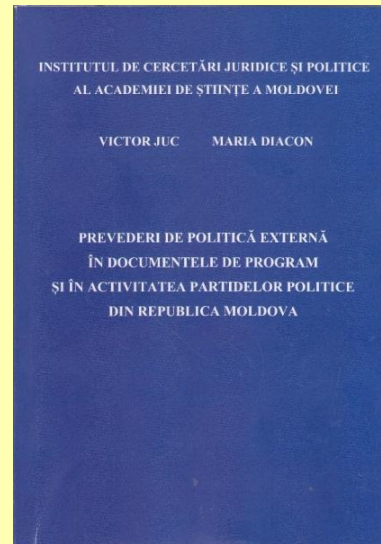 INSTITUTUL DE CERCETĂRI JURIDICE ȘI POLITICE
AL ACADEMIEI DE ȘTIINȚE A MOLDOVEI
VICTOR JUC MARIA DIACON
PREVEDERI DE POLITICĂ EXTERNĂ
ÎN DOCUMENTELE DE PROGRAM
ȘI ÎN ACTIVITATEA PARTIDELOR POLITICE
DIN REPUBLICA MOLDOVA